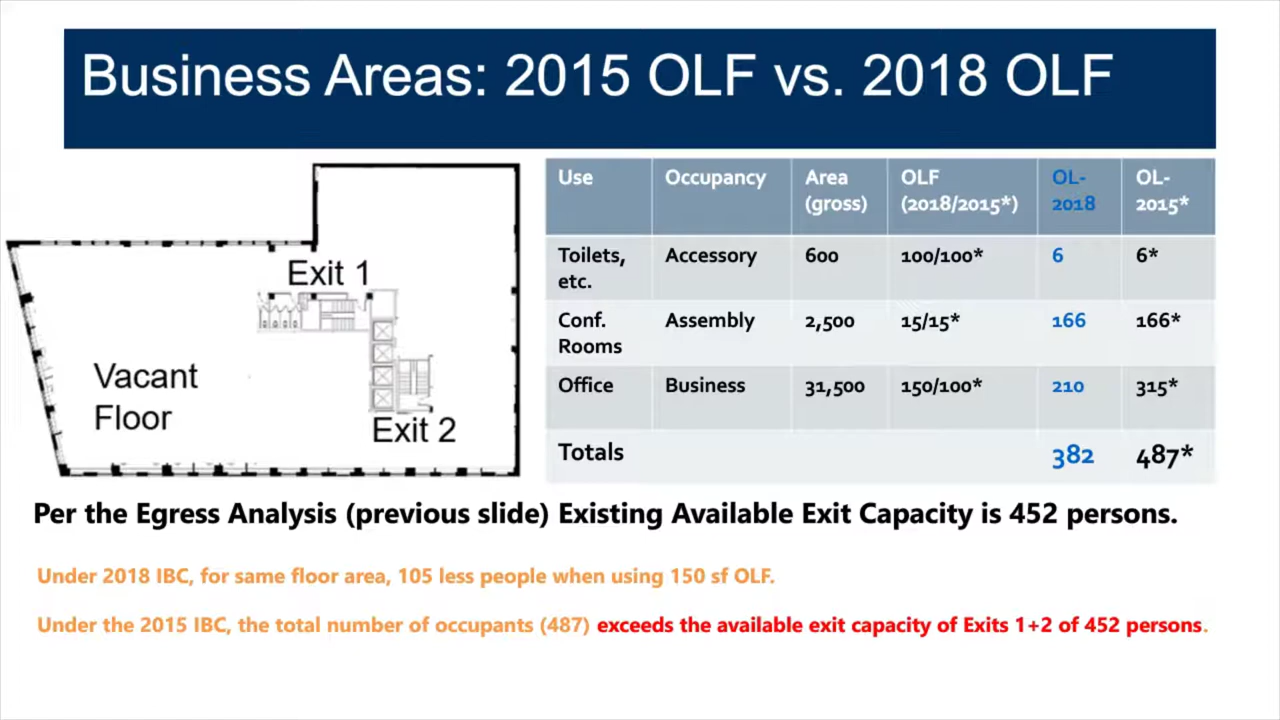 Business Areas: 2015 OLF vs. 2018 OLF
Exit 1
Vacant
Floor
Exit 2
Use Occupancy Area (gross) OLF (2018/2015*) OL-2018 OL-2015*
Toilets, etc. Accessory 600 100/100* 6 6*
Conf. Rooms Assembly 2,500 15/15* 166 166*
Office Business 31,500 150/100* 210 315*
Totals 382 487*
Per the Egress Analysis (previous slide) Existing Available Exit Capacity is 452 persons.
Under 2018 IBC, for same floor area, 105 less people when using 150 sf OLF.
Under the 2015 IBC, the total number of occupants (487) exceeds the available exit capacity of Exits 1+2 of 452 persons.